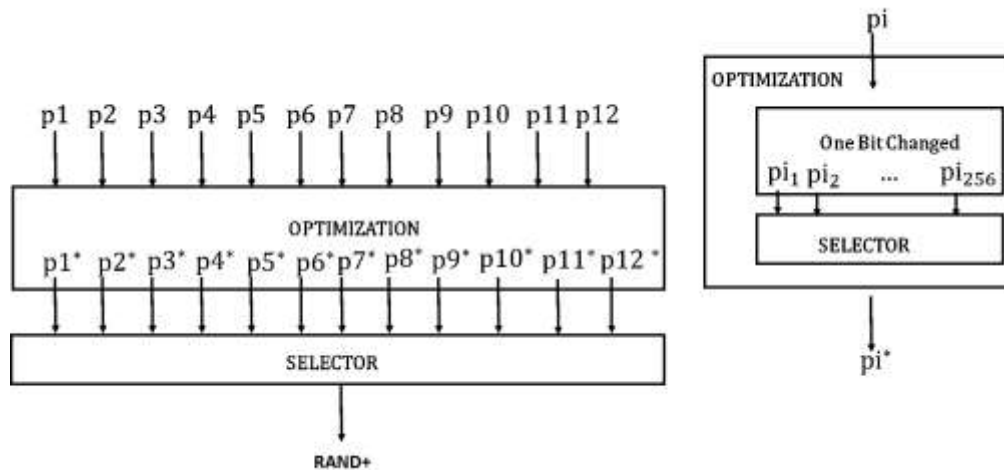 p1 p2 p3 p4 p5 p6 p7 p8 p9 p10 p11 p12
OPTIMIZATION
p1* p2* p3* p4* p5* p6* p7* p8* p9* p10* p11* p12 *
SELECTOR
RAND+
pi
OPTIMIZATION
One Bit Changed
pi₁ pi₂ ... pi₂₅₆
SELECTOR
pi*